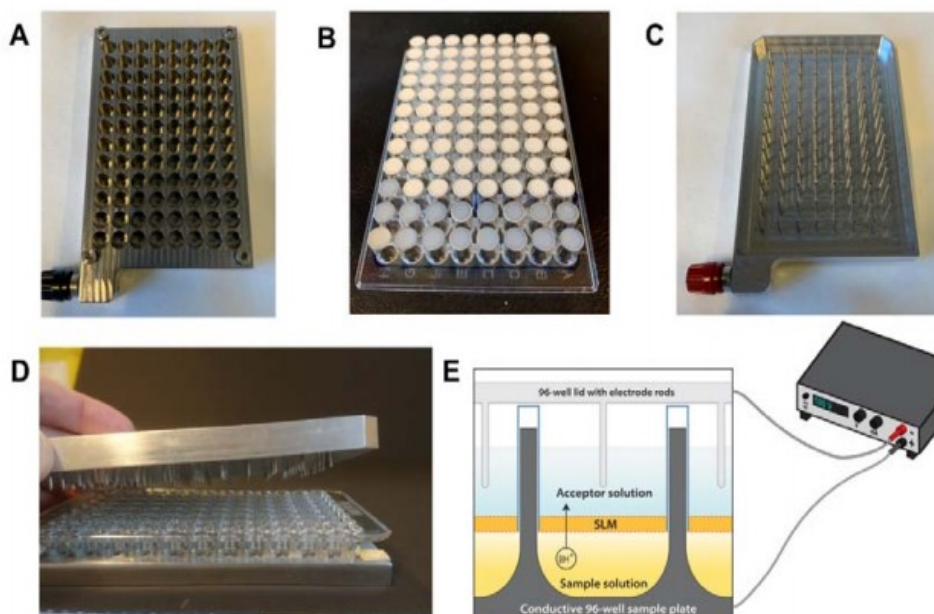 A
B
C
H G F E D C B A
D
E
96-well lid with electrode rods
Acceptor solution
SLM
BH⁺
Sample solution
Conductive 96-well sample plate